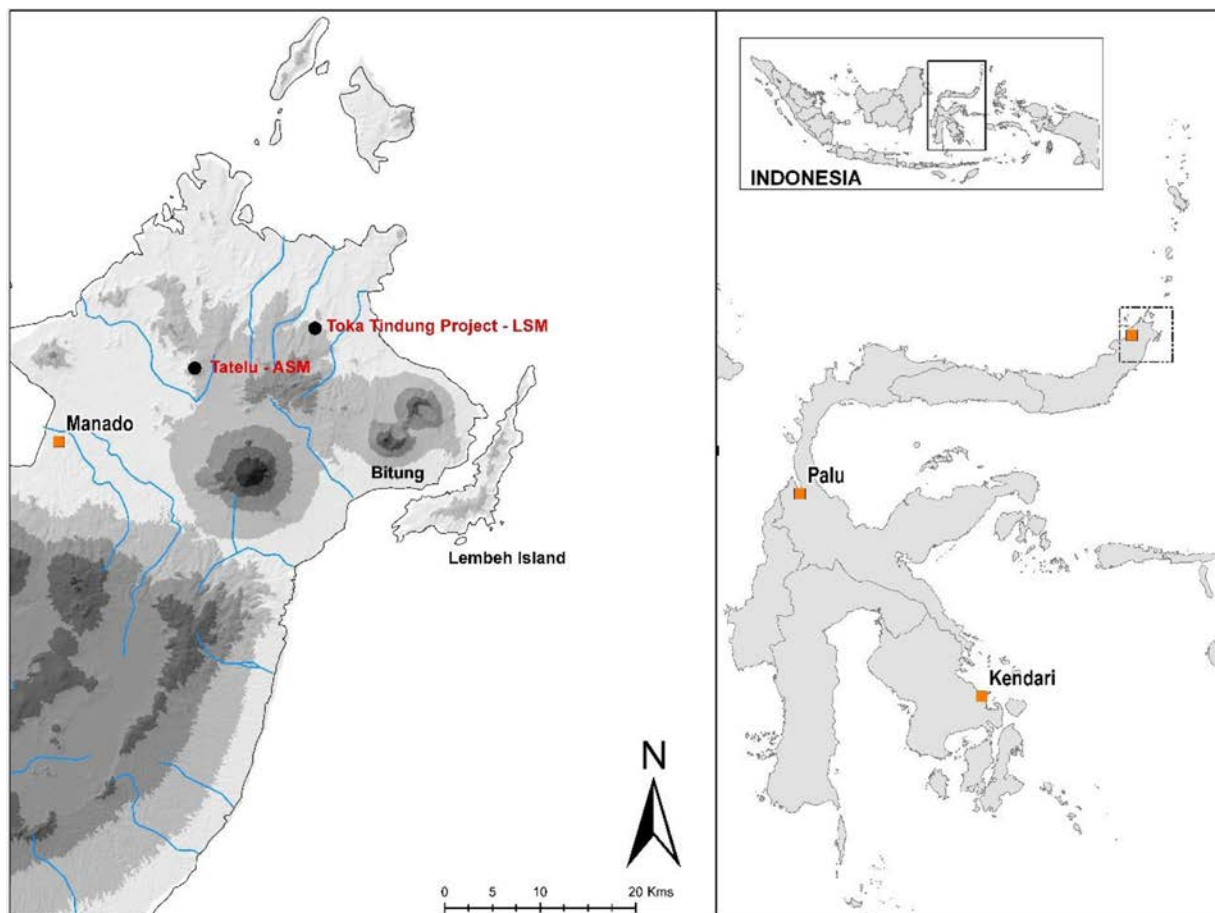 Toka Tindung Project - LSM
Tatelu - ASM
Manado
Bitung
Lembeh Island
N
0 5 10 20 Kms
INDONESIA
Palu
Kendari